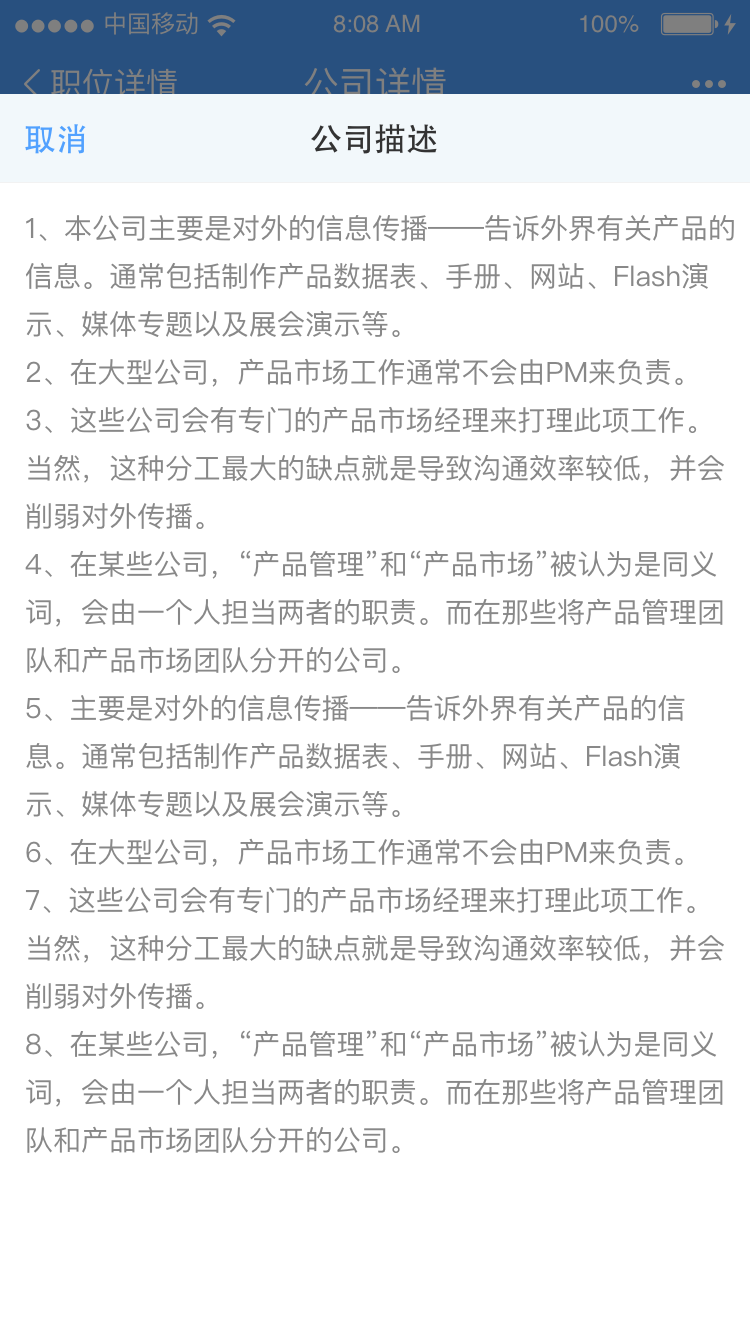 中国移动 8:08 AM 100%
职位详情 公司详情
取消 公司描述
1、本公司主要是对外的信息传播——告诉外界有关产品的
信息。通常包括制作产品数据表、手册、网站、Flash演
示、媒体专题以及展会演示等。
2、在大型公司，产品市场工作通常不会由PM来负责。
3、这些公司会有专门的产品市场经理来打理此项工作。
当然，这种分工最大的缺点就是导致沟通效率较低，并会
削弱对外传播。
4、在某些公司，“产品管理”和“产品市场”被认为是同义
词，会由一个人担当两者的职责。而在那些将产品管理团
队和产品市场团队分开的公司。
5、主要是对外的信息传播——告诉外界有关产品的信
息。通常包括制作产品数据表、手册、网站、Flash演
示、媒体专题以及展会演示等。
6、在大型公司，产品市场工作通常不会由PM来负责。
7、这些公司会有专门的产品市场经理来打理此项工作。
当然，这种分工最大的缺点就是导致沟通效率较低，并会
削弱对外传播。
8、在某些公司，“产品管理”和“产品市场”被认为是同义
词，会由一个人担当两者的职责。而在那些将产品管理团
队和产品市场团队分开的公司。